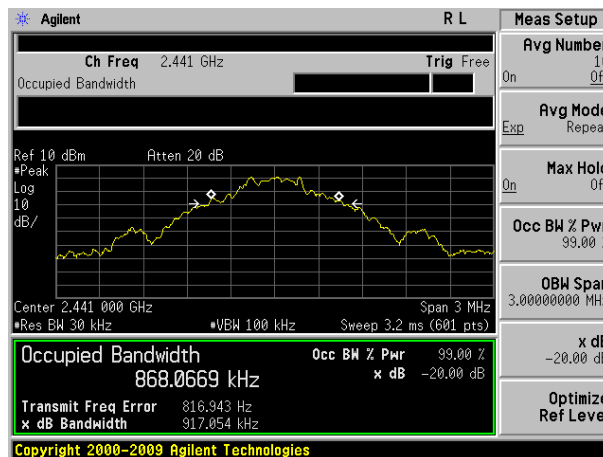 Agilent R L
Meas Setup
Ch Freq 2.441 GHz Trig Free
Occupied Bandwidth
Avg Number
On Off
Avg Mode
Exp Repeat
Ref 10 dBm Atten 20 dB
#Peak
Log
10
dB/
Max Hold
On Off
Occ BW % Pwr
99.00 %
OBW Span
3.00000000 MHz
Center 2.441 000 GHz Span 3 MHz
#Res BW 30 kHz #VBW 100 kHz Sweep 3.2 ms (601 pts)
Occupied Bandwidth
868.0669 kHz
Occ BW % Pwr 99.00 %
x dB -20.00 dB
Transmit Freq Error 816.943 Hz
x dB Bandwidth 917.054 kHz
x dB
-20.00 dB
Optimize
Ref Level
Copyright 2000-2009 Agilent Technologies